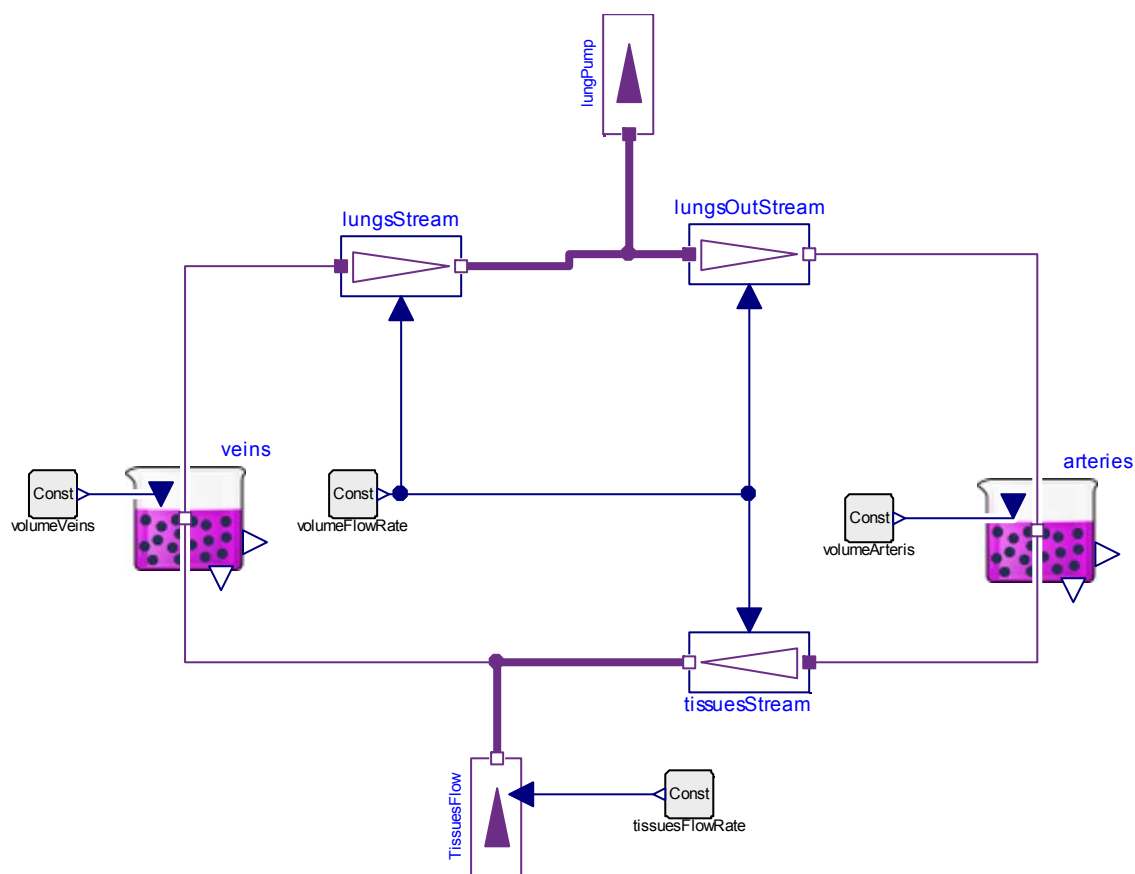 lungPump
lungsStream
lungsOutStream
veins
arteries
Const
volumeVeins
Const
volumeFlowRate
Const
volumeArteris
tissuesStream
TissuesFlow
Const
tissuesFlowRate